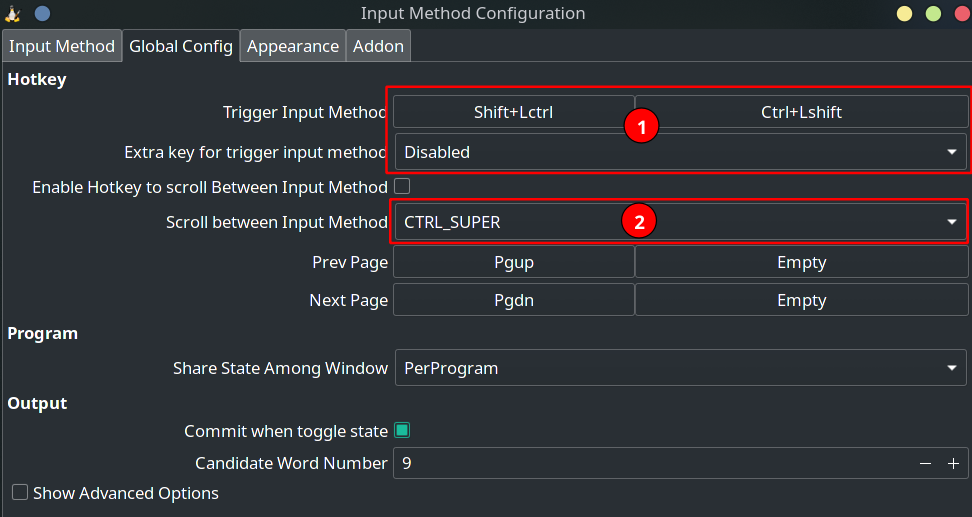 Input Method Configuration
Input Method Global Config Appearance Addon
Hotkey
Trigger Input Method Shift+Lctrl Ctrl+Lshift
1
Extra key for trigger input method Disabled
Enable Hotkey to scroll Between Input Method
Scroll between Input Method CTRL_SUPER 2
Prev Page Pgup Empty
Next Page Pgdn Empty
Program
Share State Among Window PerProgram
Output
Commit when toggle state
Candidate Word Number 9 − +
Show Advanced Options